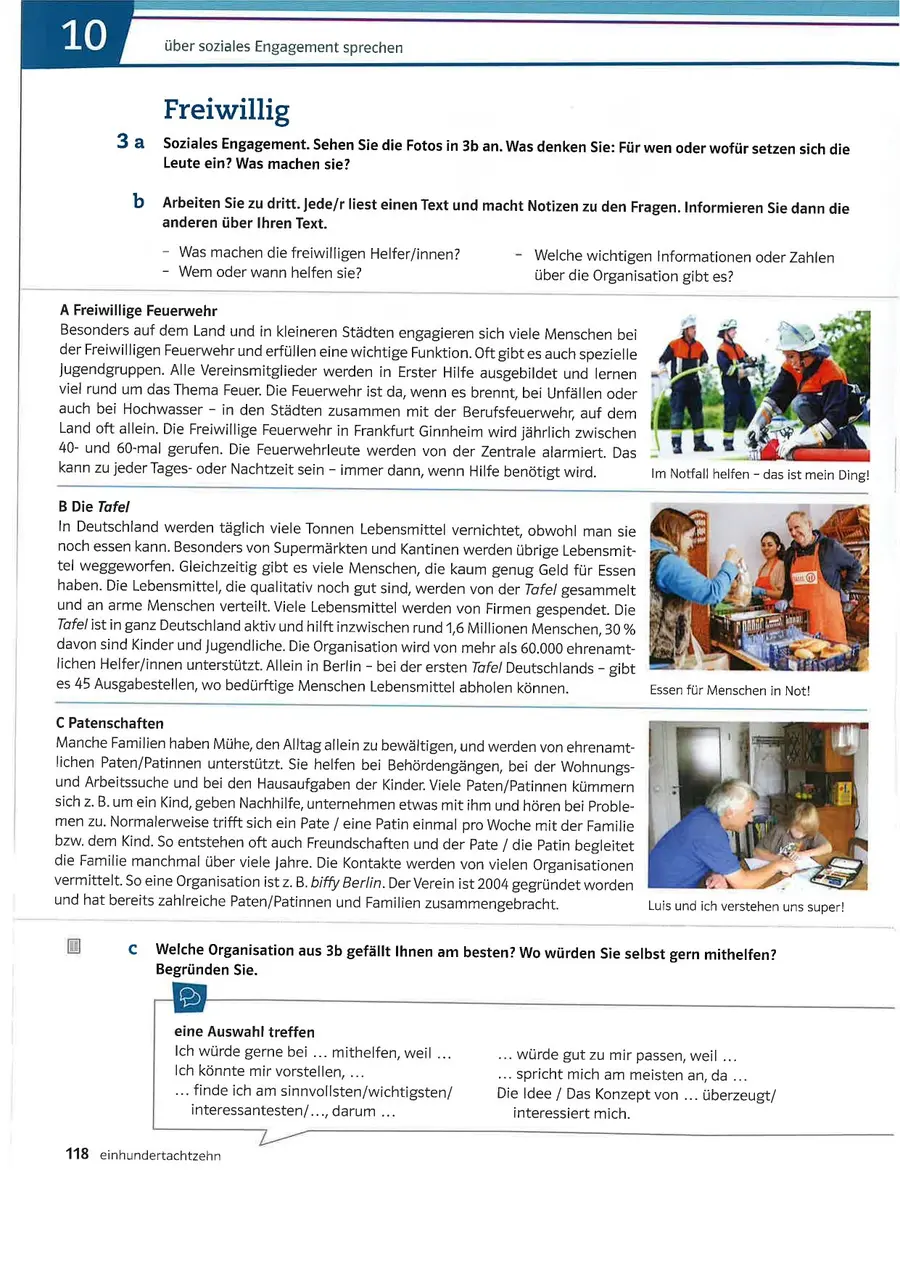 10
über soziales Engagement sprechen
Freiwillig
3 a Soziales Engagement. Sehen Sie die Fotos in 3b an. Was denken Sie: Für wen oder wofür setzen sich die
Leute ein? Was machen sie?
b Arbeiten Sie zu dritt. Jede/r liest einen Text und macht Notizen zu den Fragen. Informieren Sie dann die
anderen über Ihren Text.
– Was machen die freiwilligen Helfer/innen?
– Wem oder wann helfen sie?
– Welche wichtigen Informationen oder Zahlen
über die Organisation gibt es?
A Freiwillige Feuerwehr
Besonders auf dem Land und in kleineren Städten engagieren sich viele Menschen bei
der Freiwilligen Feuerwehr und erfüllen eine wichtige Funktion. Oft gibt es auch spezielle
Jugendgruppen. Alle Vereinsmitglieder werden in Erster Hilfe ausgebildet und lernen
viel rund um das Thema Feuer. Die Feuerwehr ist da, wenn es brennt, bei Unfällen oder
auch bei Hochwasser – in den Städten zusammen mit der Berufsfeuerwehr, auf dem
Land oft allein. Die Freiwillige Feuerwehr in Frankfurt Ginnheim wird jährlich zwischen
40- und 60-mal gerufen. Die Feuerwehrleute werden von der Zentrale alarmiert. Das
kann zu jeder Tages- oder Nachtzeit sein – immer dann, wenn Hilfe benötigt wird.
Im Notfall helfen – das ist mein Ding!
B Die Tafel
In Deutschland werden täglich viele Tonnen Lebensmittel vernichtet, obwohl man sie
noch essen kann. Besonders von Supermärkten und Kantinen werden übrige Lebensmit-
tel weggeworfen. Gleichzeitig gibt es viele Menschen, die kaum genug Geld für Essen
haben. Die Lebensmittel, die qualitativ noch gut sind, werden von der Tafel gesammelt
und an arme Menschen verteilt. Viele Lebensmittel werden von Firmen gespendet. Die
Tafel ist in ganz Deutschland aktiv und hilft inzwischen rund 1,6 Millionen Menschen, 30 %
davon sind Kinder und Jugendliche. Die Organisation wird von mehr als 60.000 ehrenamt-
lichen Helfer/innen unterstützt. Allein in Berlin – bei der ersten Tafel Deutschlands – gibt
es 45 Ausgabestellen, wo bedürftige Menschen Lebensmittel abholen können.
Essen für Menschen in Not!
C Patenschaften
Manche Familien haben Mühe, den Alltag allein zu bewältigen, und werden von ehrenamt-
lichen Paten/Patinnen unterstützt. Sie helfen bei Behördengängen, bei der Wohnungs-
und Arbeitssuche und bei den Hausaufgaben der Kinder. Viele Paten/Patinnen kümmern
sich z. B. um ein Kind, geben Nachhilfe, unternehmen etwas mit ihm und hören bei Proble-
men zu. Normalerweise trifft sich ein Pate / eine Patin einmal pro Woche mit der Familie
bzw. dem Kind. So entstehen oft auch Freundschaften und der Pate / die Patin begleitet
die Familie manchmal über viele Jahre. Die Kontakte werden von vielen Organisationen
vermittelt. So eine Organisation ist z. B. biffy Berlin. Der Verein ist 2004 gegründet worden
und hat bereits zahlreiche Paten/Patinnen und Familien zusammengebracht.
Luis und ich verstehen uns super!
c Welche Organisation aus 3b gefällt Ihnen am besten? Wo würden Sie selbst gern mithelfen?
Begründen Sie.
eine Auswahl treffen
Ich würde gerne bei … mithelfen, weil …
Ich könnte mir vorstellen, …
… finde ich am sinnvollsten/wichtigsten/
interessantesten/…, darum …
… würde gut zu mir passen, weil …
… spricht mich am meisten an, da …
Die Idee / Das Konzept von … überzeugt/
interessiert mich.
118 einhundertachtzehn